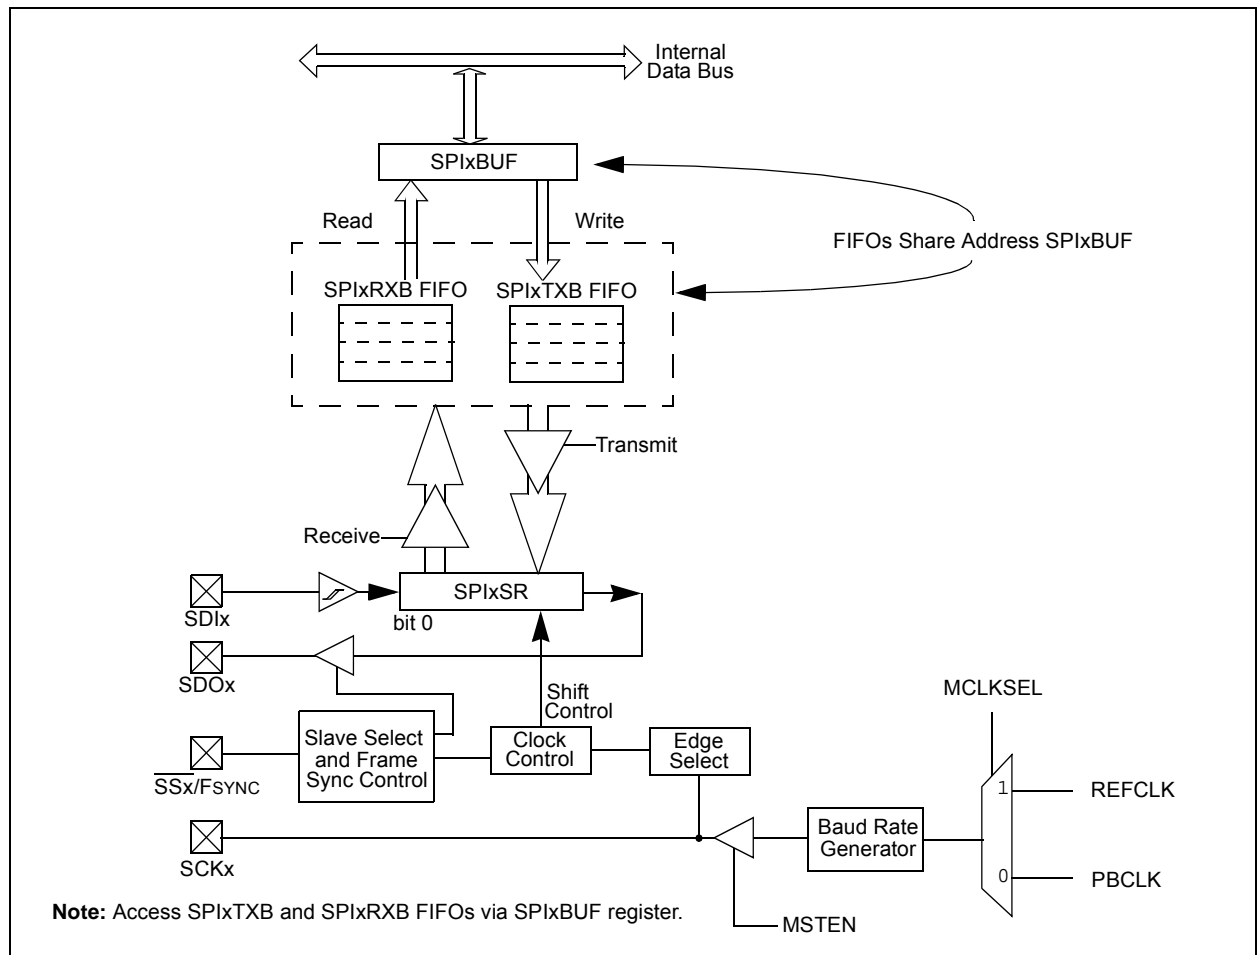 Internal
Data Bus
SPIxBUF
Read
Write
FIFOs Share Address SPIxBUF
SPIxRXB FIFO
SPIxTXB FIFO
Transmit
Receive
SPIxSR
SDIx
bit 0
SDOx
Shift
Control
MCLKSEL
Slave Select
and Frame
Sync Control
Clock
Control
Edge
Select
SSx/FSYNC
1
REFCLK
Baud Rate
Generator
SCKx
0
PBCLK
Note: Access SPIxTXB and SPIxRXB FIFOs via SPIxBUF register.
MSTEN